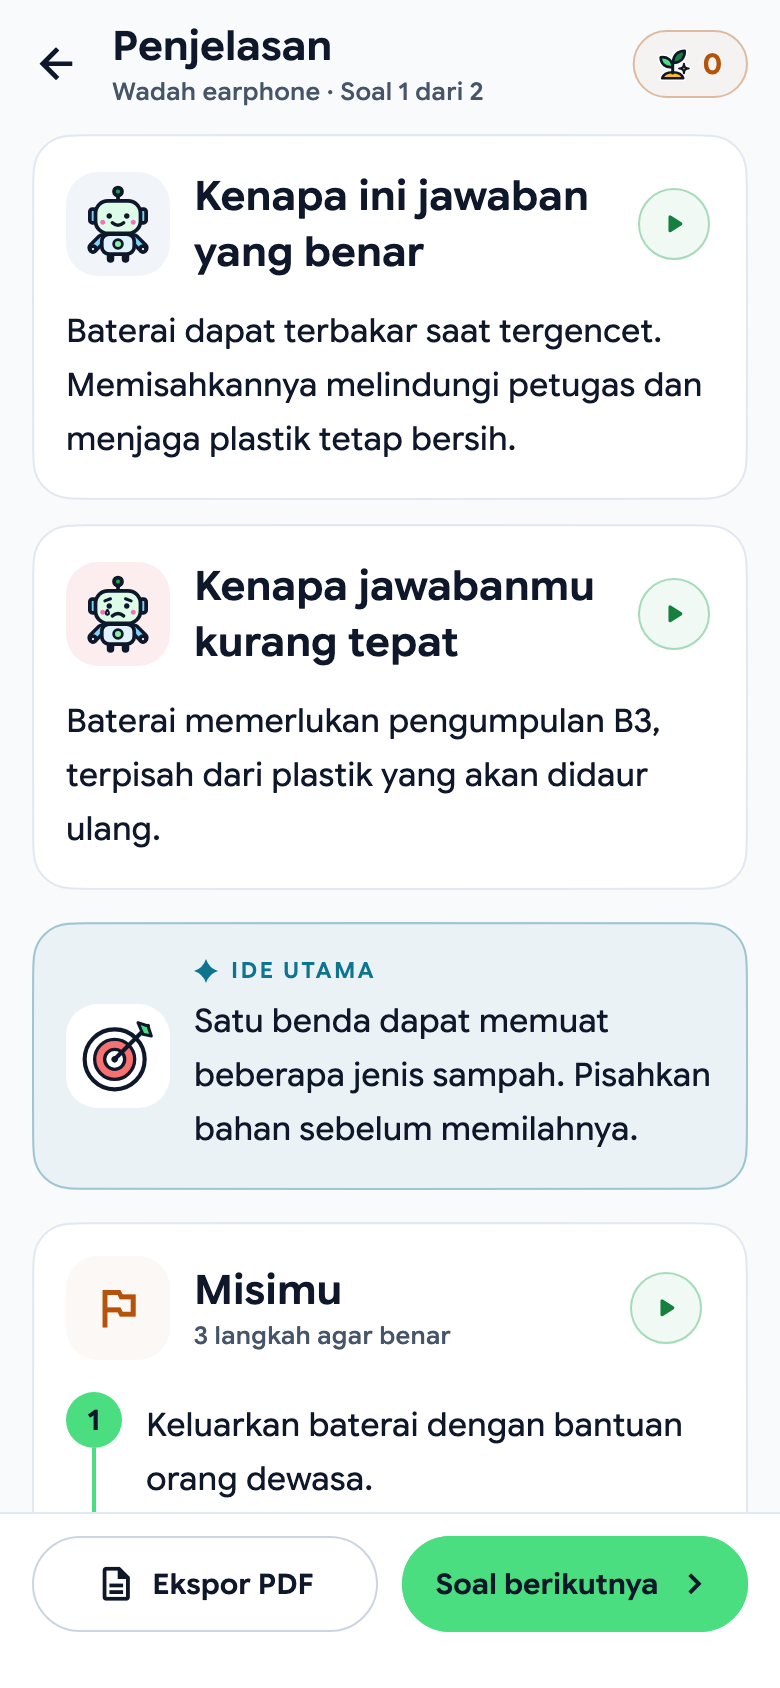 Penjelasan
Wadah earphone · Soal 1 dari 2
0
Kenapa ini jawaban
yang benar
Baterai dapat terbakar saat tergencet.
Memisahkannya melindungi petugas dan
menjaga plastik tetap bersih.
Kenapa jawabanmu
kurang tepat
Baterai memerlukan pengumpulan B3,
terpisah dari plastik yang akan didaur
ulang.
IDE UTAMA
Satu benda dapat memuat
beberapa jenis sampah. Pisahkan
bahan sebelum memilahnya.
Misimu
3 langkah agar benar
1
Keluarkan baterai dengan bantuan
orang dewasa.
Ekspor PDF
Soal berikutnya